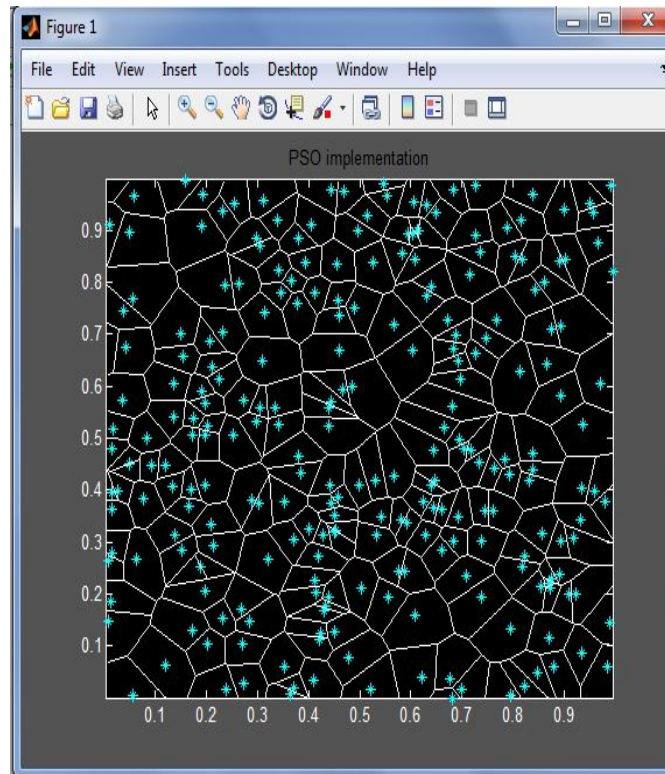 Figure 1
File Edit View Insert Tools Desktop Window Help
PSO implementation
0.9
0.8
0.7
0.6
0.5
0.4
0.3
0.2
0.1
0.1 0.2 0.3 0.4 0.5 0.6 0.7 0.8 0.9